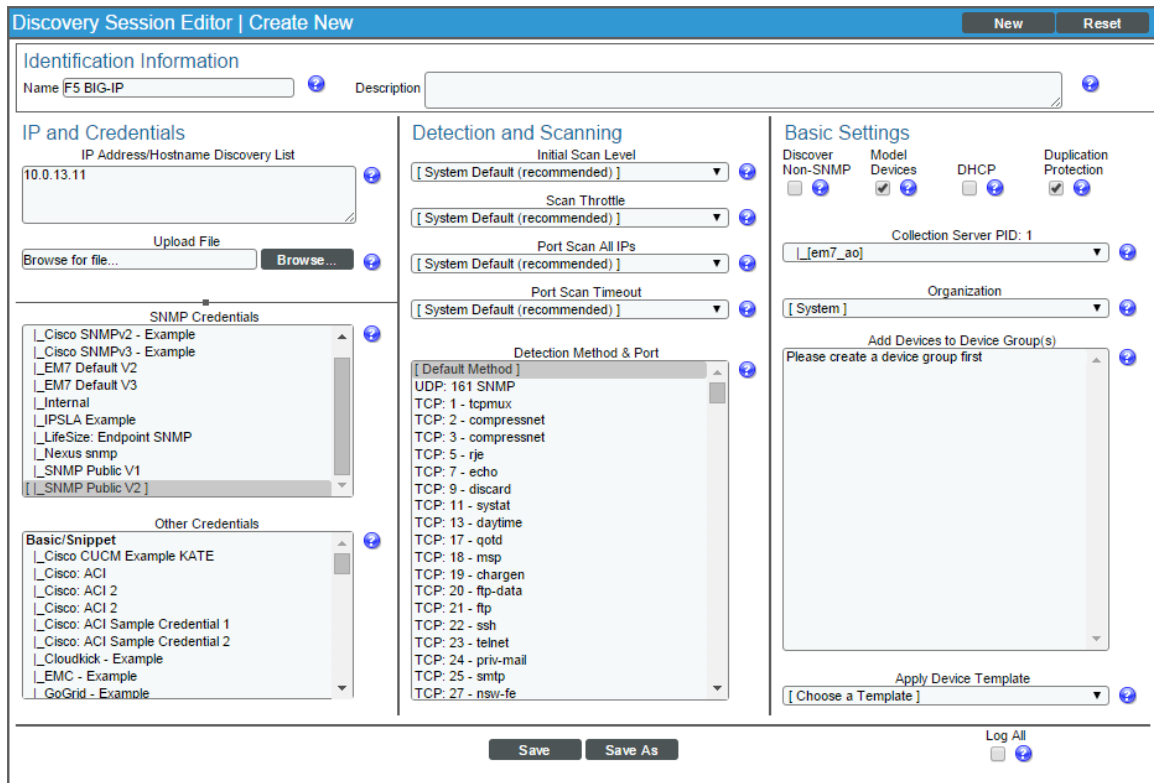 Discovery Session Editor | Create New
New
Reset
Identification Information
Name F5 BIG-IP
Description
IP and Credentials
IP Address/Hostname Discovery List
10.0.13.11
Upload File
Browse for file...
Browse...
SNMP Credentials
|_Cisco SNMPv2 - Example
|_Cisco SNMPv3 - Example
|_EM7 Default V2
|_EM7 Default V3
|_Internal
|_IPSLA Example
|_LifeSize: Endpoint SNMP
|_Nexus snmp
|_SNMP Public V1
[ |_SNMP Public V2 ]
Other Credentials
Basic/Snippet
|_Cisco CUCM Example KATE
|_Cisco: ACI
|_Cisco: ACI 2
|_Cisco: ACI 2
|_Cisco: ACI Sample Credential 1
|_Cisco: ACI Sample Credential 2
|_Cloudkick - Example
|_EMC - Example
|_GoGrid - Example
Detection and Scanning
Initial Scan Level
[ System Default (recommended) ]
Scan Throttle
[ System Default (recommended) ]
Port Scan All IPs
[ System Default (recommended) ]
Port Scan Timeout
[ System Default (recommended) ]
Detection Method & Port
[ Default Method ]
UDP: 161 SNMP
TCP: 1 - tcpmux
TCP: 2 - compressnet
TCP: 3 - compressnet
TCP: 5 - rje
TCP: 7 - echo
TCP: 9 - discard
TCP: 11 - systat
TCP: 13 - daytime
TCP: 17 - qotd
TCP: 18 - msp
TCP: 19 - chargen
TCP: 20 - ftp-data
TCP: 21 - ftp
TCP: 22 - ssh
TCP: 23 - telnet
TCP: 24 - priv-mail
TCP: 25 - smtp
TCP: 27 - nsw-fe
Basic Settings
Discover Non-SNMP
Model Devices
DHCP
Duplication Protection
Collection Server PID: 1
|_[em7_ao]
Organization
[ System ]
Add Devices to Device Group(s)
Please create a device group first
Apply Device Template
[ Choose a Template ]
Save
Save As
Log All